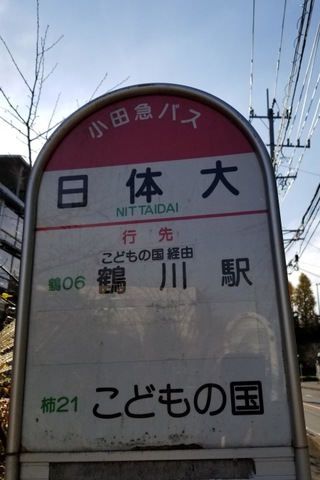 小田急バス
日体大
NITTAIDAI
行先
こどもの国 経由
鶴06 鶴川駅
柿21 こどもの国